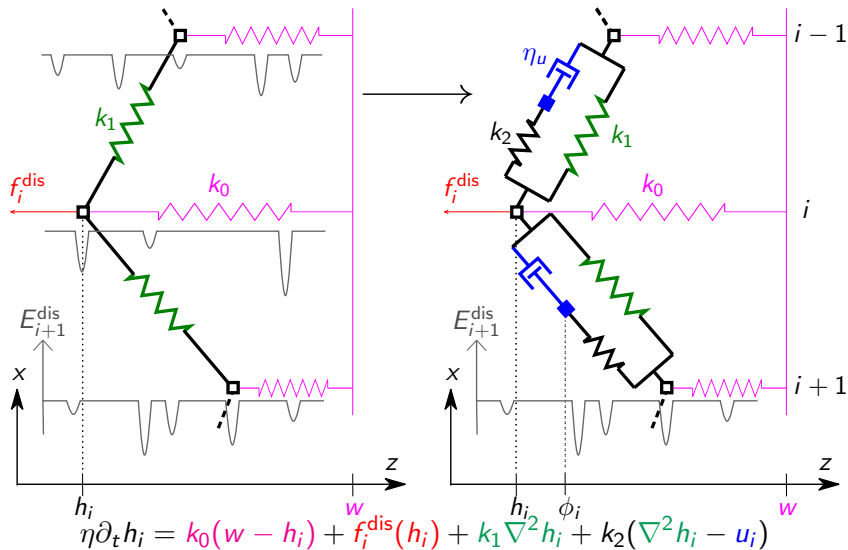 η_u
i − 1
k_1
k_2
k_1
f_i^dis
k_0
f_i^dis
k_0
i
E_{i+1}^dis
E_{i+1}^dis
x
x
i + 1
z
z
h_i
w
h_i
ϕ_i
w
η∂_t h_i = k_0(w − h_i) + f_i^dis(h_i) + k_1∇²h_i + k_2(∇²h_i − u_i)